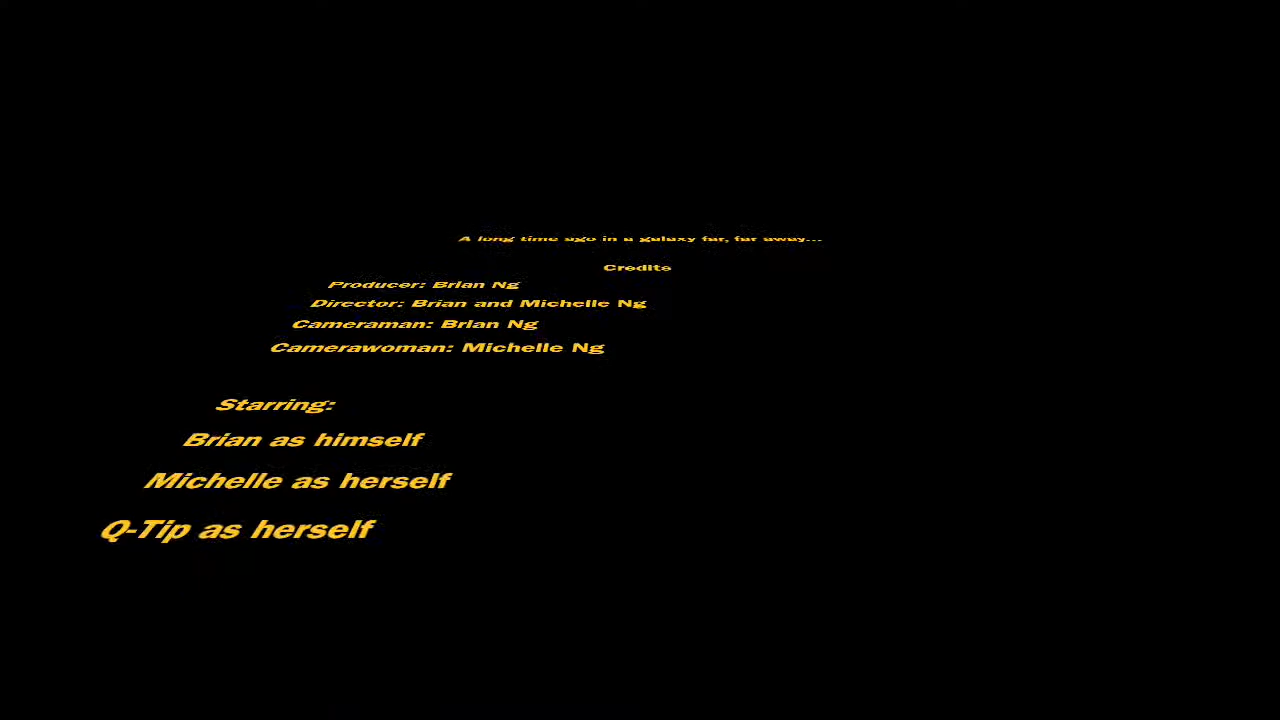 A long time ago in a galaxy far, far away...
Credits
Producer: Brian Ng
Director: Brian and Michelle Ng
Cameraman: Brian Ng
Camerawoman: Michelle Ng
Starring:
Brian as himself
Michelle as herself
Q-Tip as herself